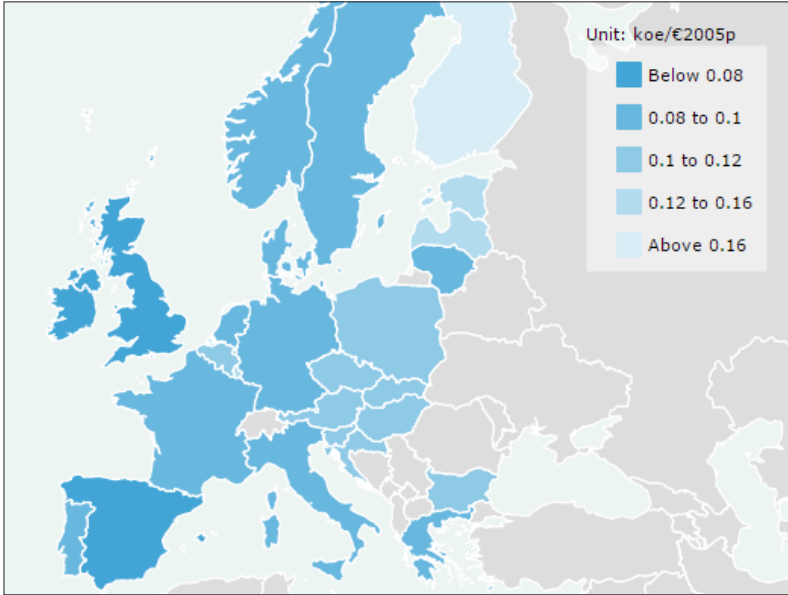 Unit: koe/€2005p
Below 0.08
0.08 to 0.1
0.1 to 0.12
0.12 to 0.16
Above 0.16